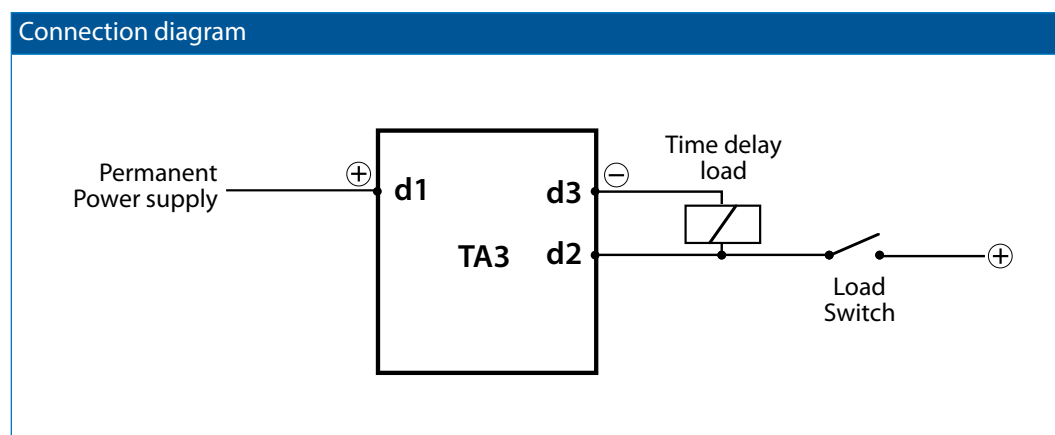 Connection diagram
Permanent
Power supply
+
d1
TA3
d3
d2
−
Time delay
load
Load
Switch
+